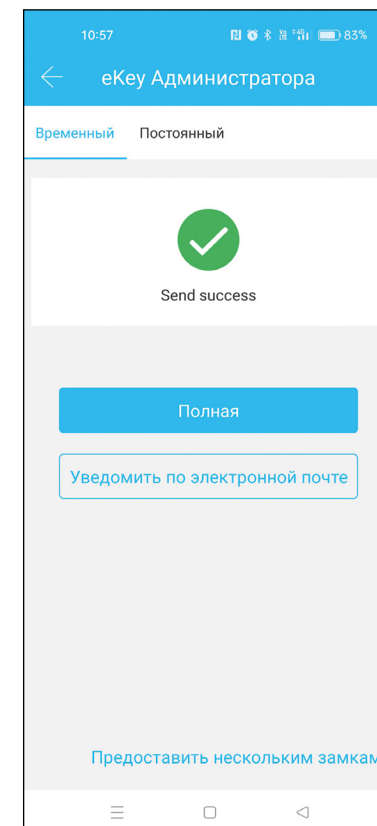 10:57
83%
eKey Администратора
Временный Постоянный
Send success
Полная
Уведомить по электронной почте
Предоставить нескольким замкам